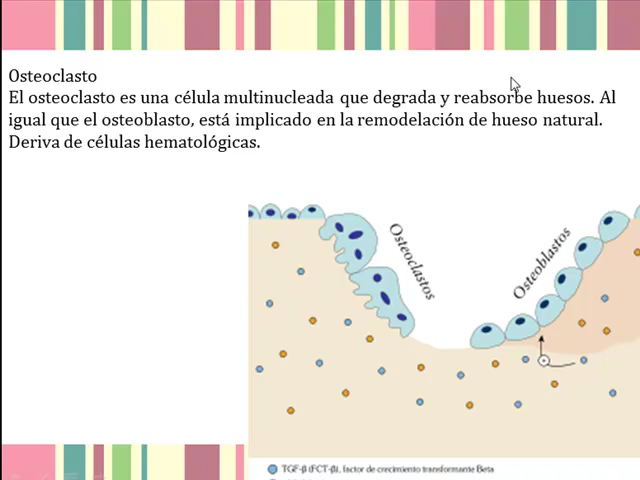 Osteoclasto
El osteoclasto es una célula multinucleada que degrada y reabsorbe huesos. Al
igual que el osteoblasto, está implicado en la remodelación de hueso natural.
Deriva de células hematológicas.
Osteoclastos
Osteoblastos
TGF-β (FCT-β), factor de crecimiento transformante Beta